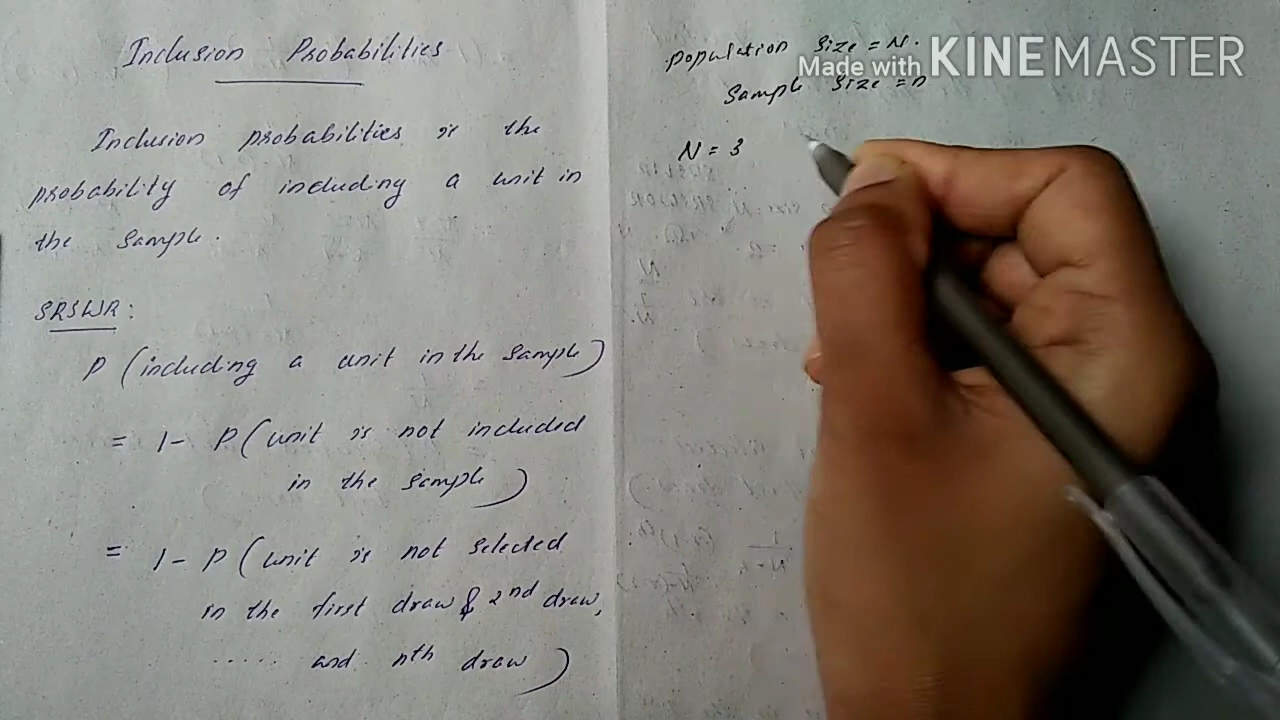 Inclusion Probabilities
Inclusion probabilities is the
probability of including a unit in
the sample.
SRSWR:
P (including a unit in the sample)
= 1- P (unit is not included
in the sample)
= 1- P (unit is not selected
in the first draw & 2nd draw,
..... and nth draw)
Population size = N.
Made with KINEMASTER
Sample size = n
N = 3